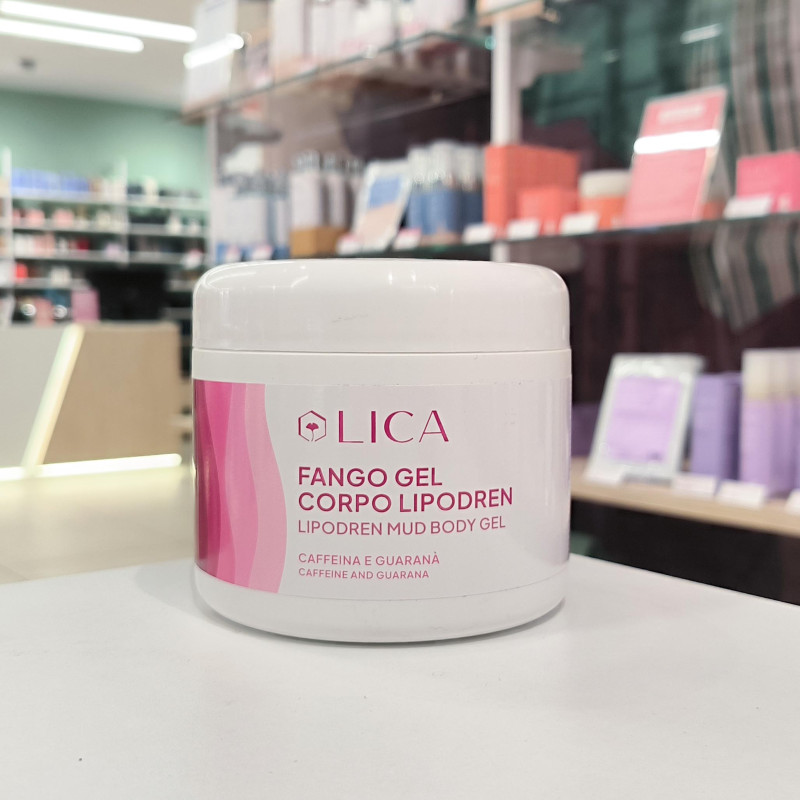 LICA
FANGO GEL
CORPO LIPODREN
LIPODREN MUD BODY GEL
CAFFEINA E GUARANÀ
CAFFEINE AND GUARANA